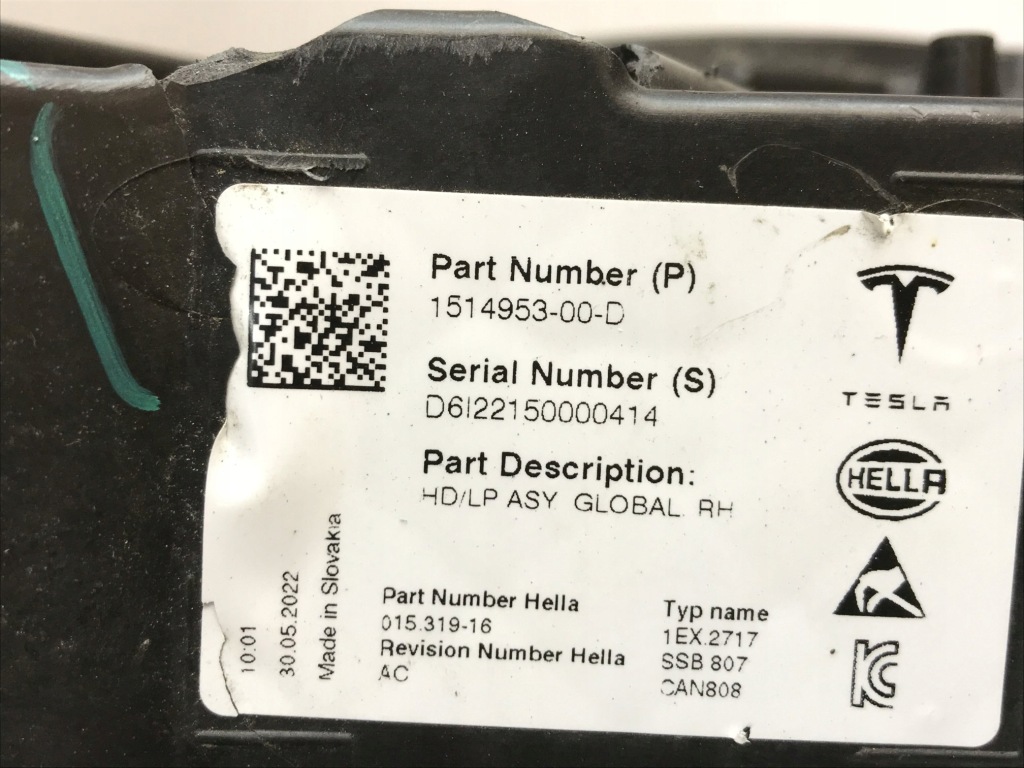 Part Number (P)
1514953-00-D
Serial Number (S)
D6I22150000414
Part Description:
HD/LP ASY GLOBAL RH
TESLA
HELLA
10:01
30.05.2022
Made in Slovakia
Part Number Hella
015.319-16
Revision Number Hella
AC
Typ name
1EX.2717
SSB 807
CAN808